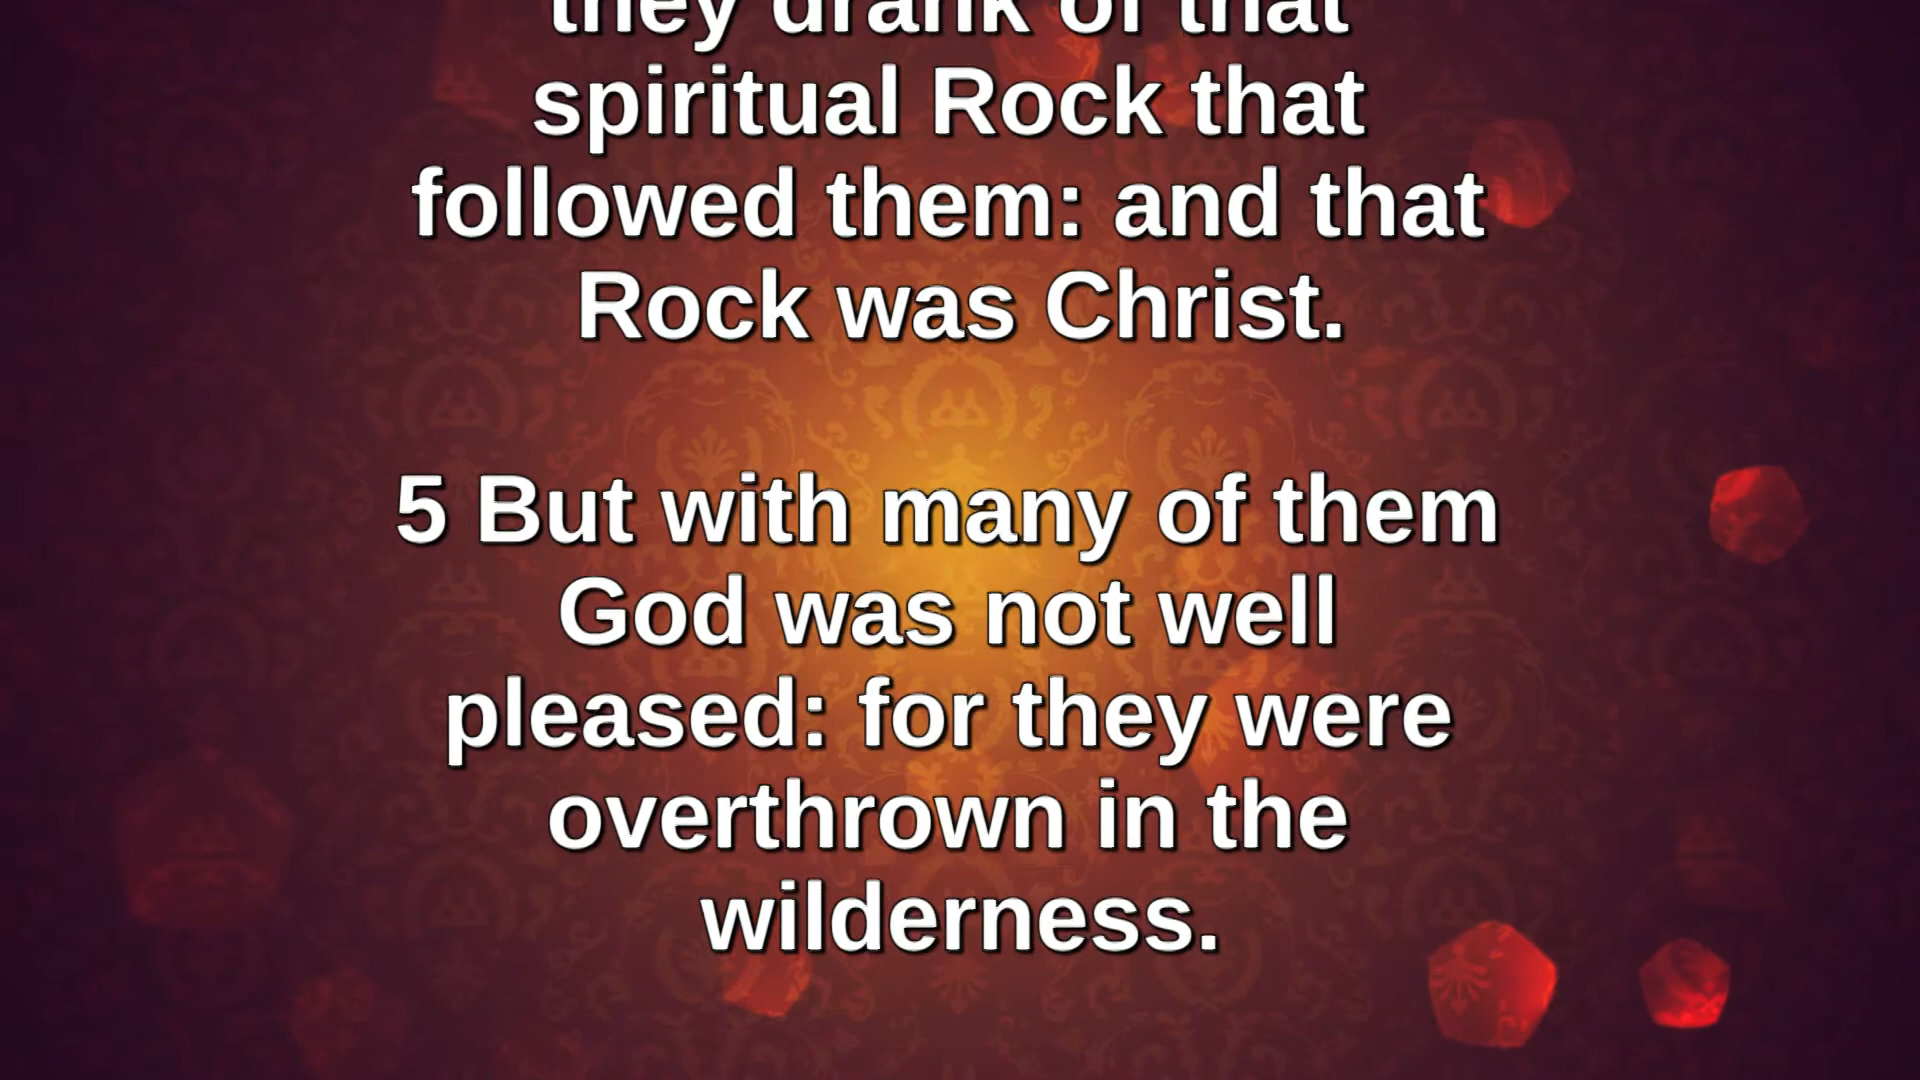 they drank of that
spiritual Rock that
followed them: and that
Rock was Christ.
5 But with many of them
God was not well
pleased: for they were
overthrown in the
wilderness.